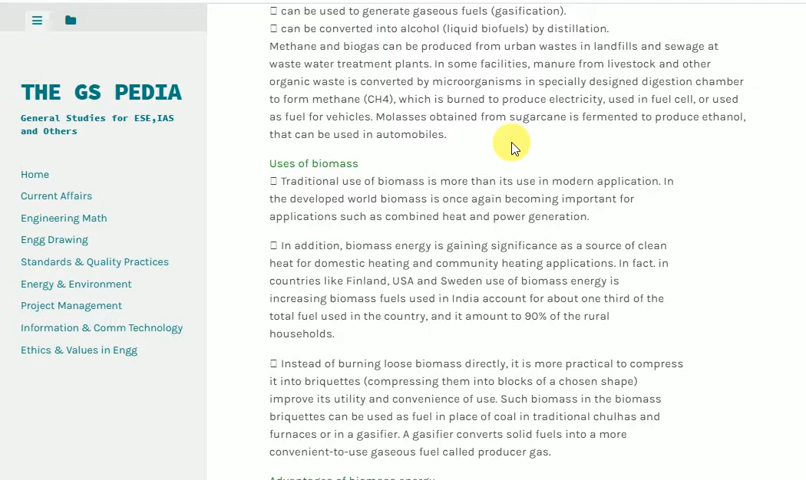 can be used to generate gaseous fuels (gasification).
can be converted into alcohol (liquid biofuels) by distillation.
Methane and biogas can be produced from urban wastes in landfills and sewage at
waste water treatment plants. In some facilities, manure from livestock and other
organic waste is converted by microorganisms in specially designed digestion chamber
to form methane (CH4), which is burned to produce electricity, used in fuel cell, or used
as fuel for vehicles. Molasses obtained from sugarcane is fermented to produce ethanol,
that can be used in automobiles.
Uses of biomass
Traditional use of biomass is more than its use in modern application. In
the developed world biomass is once again becoming important for
applications such as combined heat and power generation.
In addition, biomass energy is gaining significance as a source of clean
heat for domestic heating and community heating applications. In fact. in
countries like Finland, USA and Sweden use of biomass energy is
increasing biomass fuels used in India account for about one third of the
total fuel used in the country, and it amount to 90% of the rural
households.
Instead of burning loose biomass directly, it is more practical to compress
it into briquettes (compressing them into blocks of a chosen shape)
improve its utility and convenience of use. Such biomass in the biomass
briquettes can be used as fuel in place of coal in traditional chulhas and
furnaces or in a gasifier. A gasifier converts solid fuels into a more
convenient-to-use gaseous fuel called producer gas.
Advantages of biomass energy
THE GS PEDIA
General Studies for ESE,IAS
and Others
Home
Current Affairs
Engineering Math
Engg Drawing
Standards & Quality Practices
Energy & Environment
Project Management
Information & Comm Technology
Ethics & Values in Engg